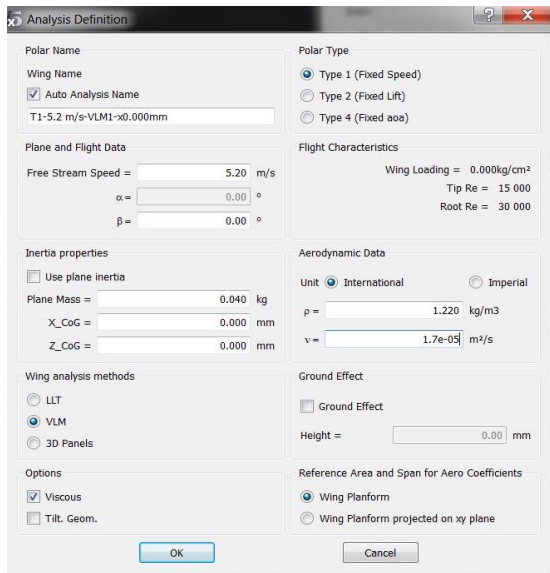 Analysis Definition
Polar Name
Wing Name
Auto Analysis Name
T1-5.2 m/s-VLM1-x0.000mm
Polar Type
Type 1 (Fixed Speed)
Type 2 (Fixed Lift)
Type 4 (Fixed aoa)
Plane and Flight Data
Free Stream Speed = 5.20 m/s
α = 0.00 °
β = 0.00 °
Flight Characteristics
Wing Loading = 0.000kg/cm²
Tip Re = 15 000
Root Re = 30 000
Inertia properties
Use plane inertia
Plane Mass = 0.040 kg
X_CoG = 0.000 mm
Z_CoG = 0.000 mm
Aerodynamic Data
Unit International Imperial
ρ = 1.220 kg/m3
ν = 1.7e-05 m²/s
Wing analysis methods
LLT
VLM
3D Panels
Ground Effect
Ground Effect
Height = 0.00 mm
Options
Viscous
Tilt. Geom.
Reference Area and Span for Aero Coefficients
Wing Planform
Wing Planform projected on xy plane
OK
Cancel